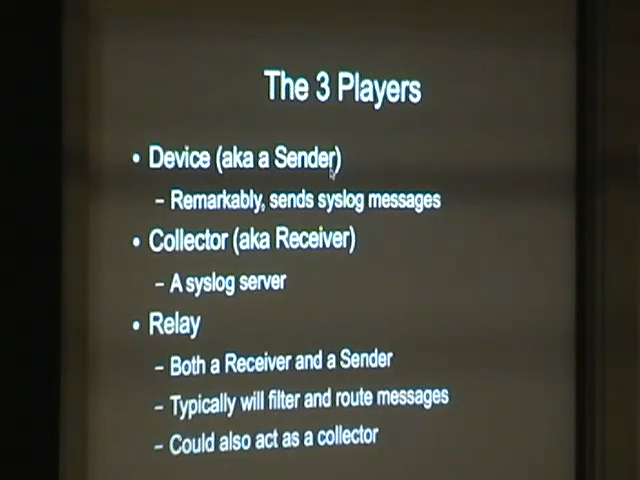 The 3 Players
• Device (aka a Sender)
– Remarkably, sends syslog messages
• Collector (aka Receiver)
– A syslog server
• Relay
– Both a Receiver and a Sender
– Typically will filter and route messages
– Could also act as a collector